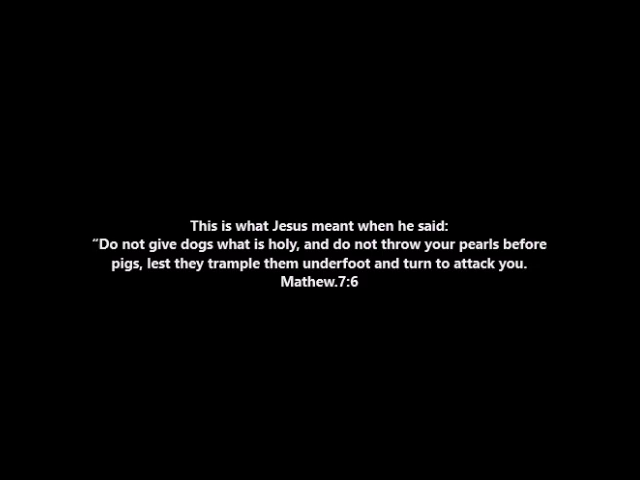 This is what Jesus meant when he said:
“Do not give dogs what is holy, and do not throw your pearls before
pigs, lest they trample them underfoot and turn to attack you.
Mathew.7:6